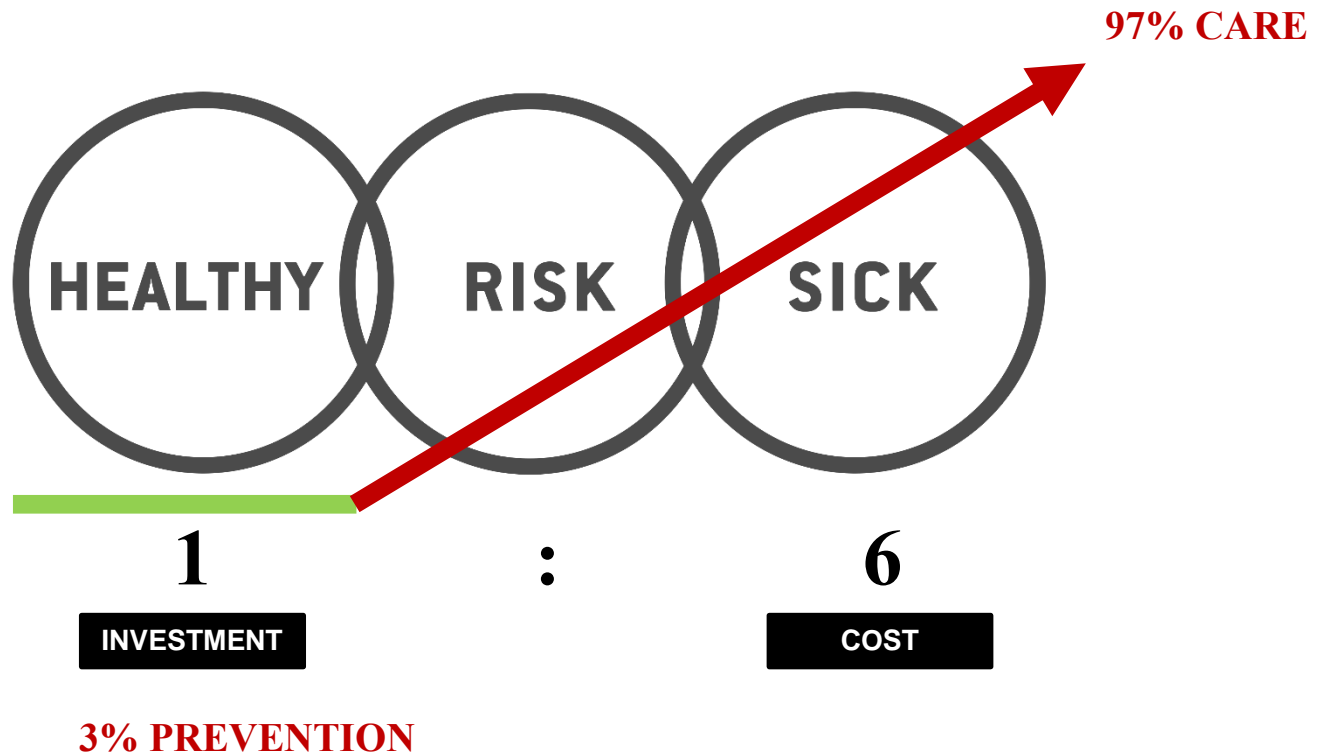 97% CARE
HEALTHY RISK SICK
1 : 6
INVESTMENT COST
3% PREVENTION